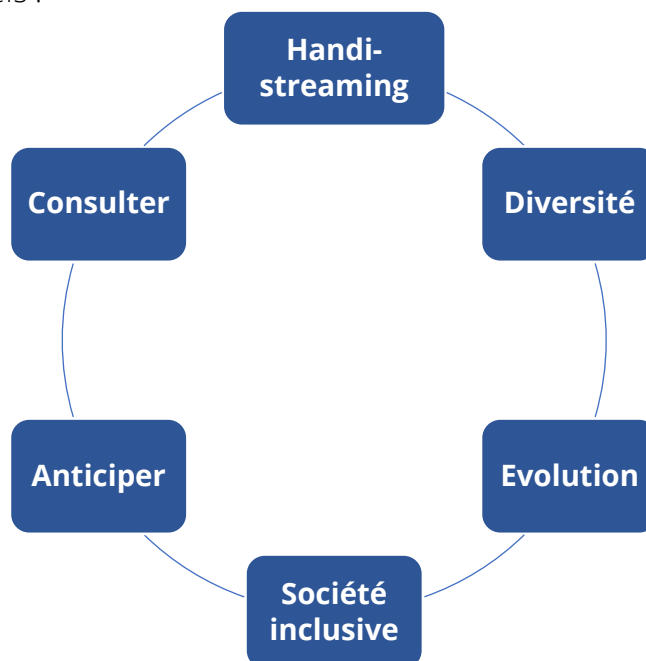 Handi-
streaming
Diversité
Evolution
Société
inclusive
Anticiper
Consulter